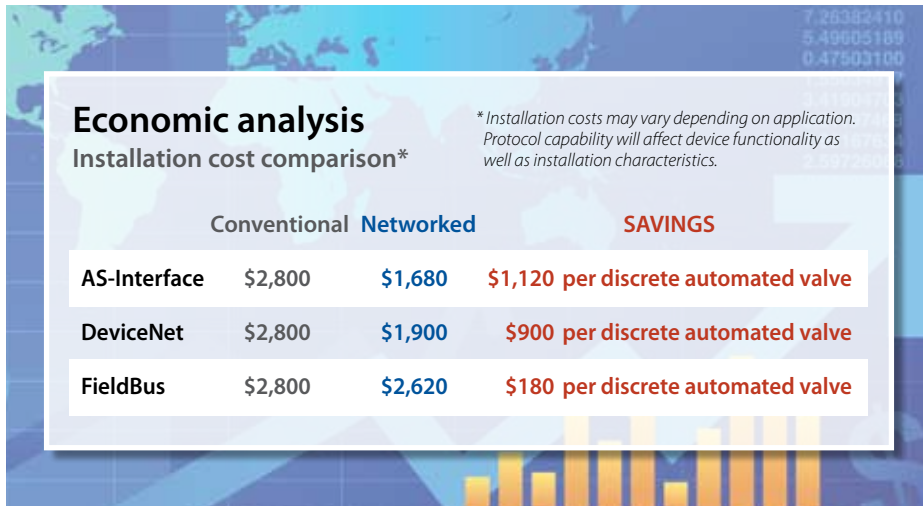 7.26382410
5.49605189
0.47503100
Economic analysis
Installation cost comparison*
* Installation costs may vary depending on application.
Protocol capability will affect device functionality as
well as installation characteristics.
Conventional Networked SAVINGS
AS-Interface $2,800 $1,680 $1,120 per discrete automated valve
DeviceNet $2,800 $1,900 $900 per discrete automated valve
FieldBus $2,800 $2,620 $180 per discrete automated valve